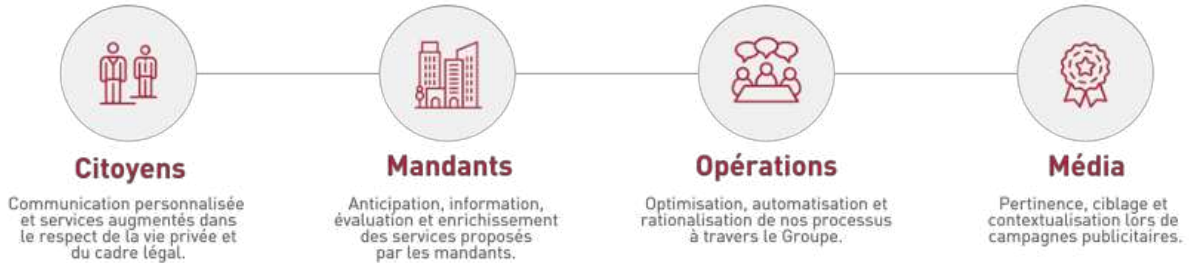 Citoyens
Communication personnalisée
et services augmentés dans
le respect de la vie privée et
du cadre légal.
Mandants
Anticipation, information,
évaluation et enrichissement
des services proposés
par les mandants.
Opérations
Optimisation, automatisation et
rationalisation de nos processus
à travers le Groupe.
Média
Pertinence, ciblage et
contextualisation lors de
campagnes publicitaires.